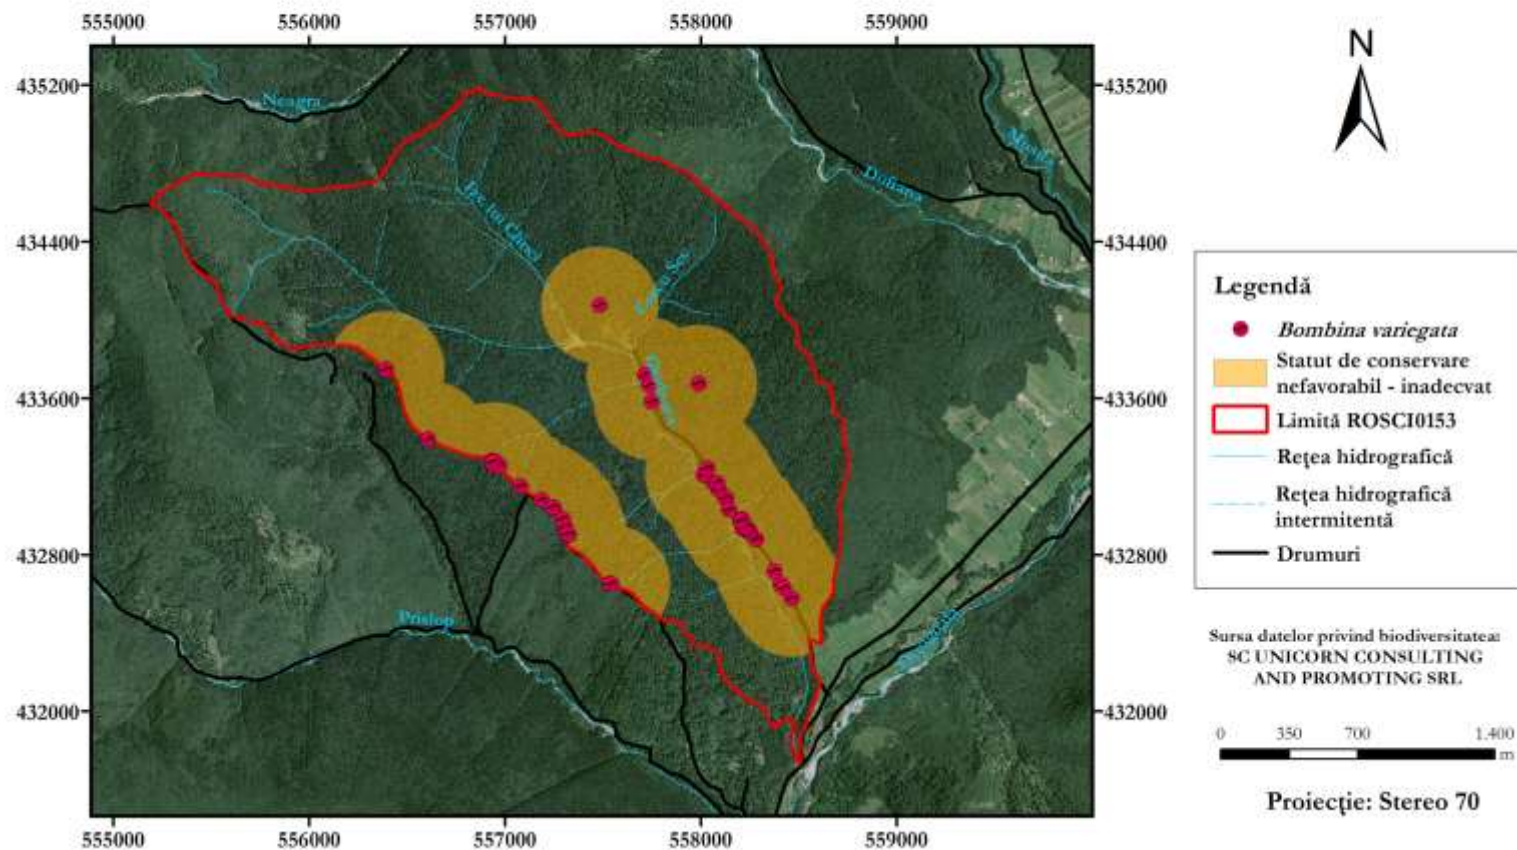 555000 556000 557000 558000 559000
N
435200 435200
Neagra
Dofiana
434400 434400
433600 433600
432800 432800
Prislop
432000 432000
555000 556000 557000 558000 559000
Legendă
Bombina variegata
Statut de conservare
nefavorabil - inadecvat
Limită ROSCI0153
Rețea hidrografică
Rețea hidrografică
intermitentă
Drumuri
Sursa datelor privind biodiversitatea:
SC UNICORN CONSULTING
AND PROMOTING SRL
0 350 700 1.400
m
Proiecție: Stereo 70